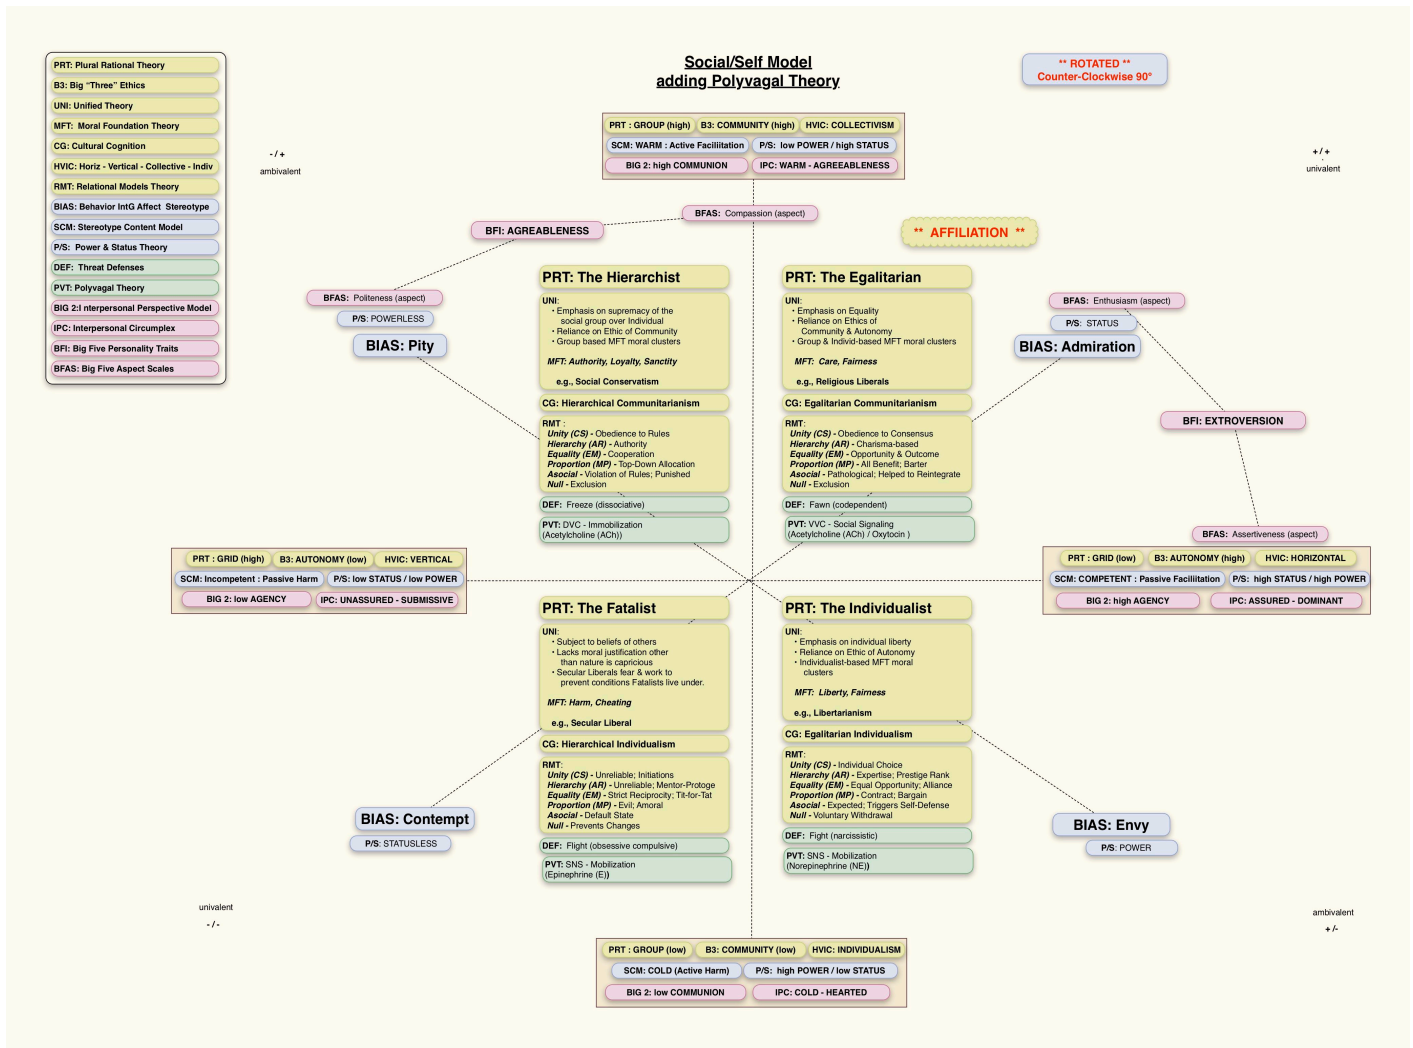 Social/Self Model
adding Polyvagal Theory
** ROTATED **
Counter-Clockwise 90°
PRT: Plural Rational Theory
B3: Big “Three” Ethics
UNI: Unified Theory
MFT:  Moral Foundation Theory
CG: Cultural Cognition
HVIC: Horiz - Vertical - Collective - Indiv
RMT: Relational Models Theory
BIAS: Behavior IntG Affect  Stereotype
SCM: Stereotype Content Model
P/S:  Power & Status Theory
DEF:  Threat Defenses
PVT: Polyvagal Theory
BIG 2:I nterpersonal Perspective Model
IPC: Interpersonal Circumplex
BFI: Big Five Personality Traits
BFAS: Big Five Aspect Scales
- / +
ambivalent
PRT : GROUP (high)
B3: COMMUNITY (high)
HVIC: COLLECTIVISM
SCM: WARM : Active Faciliitation
P/S:  low POWER / high STATUS
BIG 2: high COMMUNION
IPC: WARM - AGREEABLENESS
+ / +
univalent
BFAS:  Compassion (aspect)
BFI: AGREABLENESS
** AFFILIATION **
BFAS:  Politeness (aspect)
P/S: POWERLESS
BIAS: Pity
BFAS:  Enthusiasm (aspect)
P/S:  STATUS
BIAS: Admiration
BFI: EXTROVERSION
BFAS:  Assertiveness (aspect)
PRT: The Hierarchist
UNI:
• Emphasis on supremacy of the
social group over Individual
• Reliance on Ethic of Community
• Group based MFT moral clusters
MFT: Authority, Loyalty, Sanctity
e.g., Social Conservatism
CG: Hierarchical Communitarianism
RMT :
Unity (CS) - Obedience to Rules
Hierarchy (AR) - Authority
Equality (EM) - Cooperation
Proportion (MP) - Top-Down Allocation
Asocial - Violation of Rules; Punished
Null - Exclusion
DEF:  Freeze (dissociative)
PVT: DVC - Immobilization
(Acetylcholine (ACh))
PRT: The Egalitarian
UNI:
• Emphasis on Equality
• Reliance on Ethics of
Community & Autonomy
• Group & Individ-based MFT moral clusters
MFT:  Care, Fairness
e.g., Religious Liberals
CG: Egalitarian Communitarianism
RMT:
Unity (CS) - Obedience to Consensus
Hierarchy (AR) - Charisma-based
Equality (EM) - Opportunity & Outcome
Proportion (MP) - All Benefit; Barter
Asocial - Pathological; Helped to Reintegrate
Null - Exclusion
DEF:  Fawn (codependent)
PVT:  VVC - Social Signaling
(Acetylcholine (ACh) / Oxytocin )
PRT : GRID (high)
B3: AUTONOMY (low)
HVIC: VERTICAL
SCM: Incompetent : Passive Harm
P/S: low STATUS / low POWER
BIG 2: low AGENCY
IPC: UNASSURED - SUBMISSIVE
PRT : GRID (low)
B3: AUTONOMY (high)
HVIC: HORIZONTAL
SCM: COMPETENT : Passive Faciliitation
P/S:  high STATUS / high POWER
BIG 2: high AGENCY
IPC: ASSURED - DOMINANT
PRT: The Fatalist
UNI:
• Subject to beliefs of others
• Lacks moral justification other
than nature is capricious
• Secular Liberals fear & work to
prevent conditions Fatalists live under.
MFT: Harm, Cheating
e.g., Secular Liberal
CG: Hierarchical Individualism
RMT:
Unity (CS) - Unreliable; Initiations
Hierarchy (AR) - Unreliable; Mentor-Protoge
Equality (EM) - Strict Reciprocity; Tit-for-Tat
Proportion (MP) - Evil; Amoral
Asocial - Default State
Null - Prevents Changes
DEF:  Flight (obsessive compulsive)
PVT: SNS - Mobilization
(Epinephrine (E))
PRT: The Individualist
UNI:
• Emphasis on individual liberty
• Reliance on Ethic of Autonomy
• Individualist-based MFT moral
clusters
MFT:  Liberty, Fairness
e.g., Libertarianism
CG: Egalitarian Individualism
RMT:
Unity (CS) - Individual Choice
Hierarchy (AR) - Expertise; Prestige Rank
Equality (EM) - Equal Opportunity; Alliance
Proportion (MP) - Contract; Bargain
Asocial - Expected; Triggers Self-Defense
Null - Voluntary Withdrawal
DEF:  Fight (narcissistic)
PVT: SNS - Mobilization
(Norepinephrine (NE))
BIAS: Contempt
P/S: STATUSLESS
BIAS: Envy
P/S: POWER
univalent
- / -
ambivalent
+ /-
PRT : GROUP (low)
B3: COMMUNITY (low)
HVIC: INDIVIDUALISM
SCM: COLD (Active Harm)
P/S:  high POWER / low STATUS
BIG 2: low COMMUNION
IPC: COLD - HEARTED